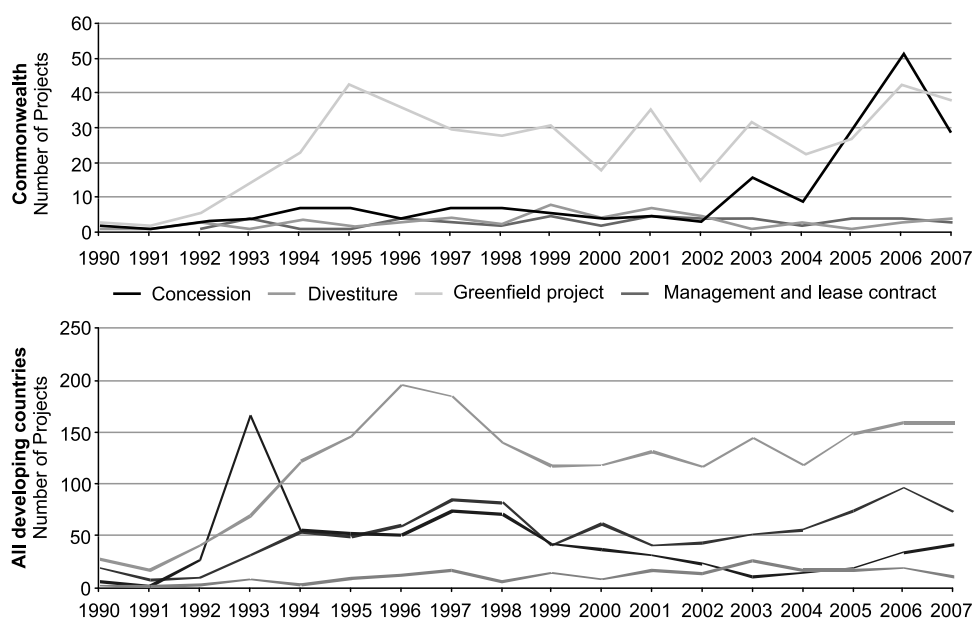 Commonwealth
Number of Projects
60
50
40
30
20
10
0
1990 1991 1992 1993 1994 1995 1996 1997 1998 1999 2000 2001 2002 2003 2004 2005 2006 2007
Concession Divestiture Greenfield project Management and lease contract
All developing countries
Number of Projects
250
200
150
100
50
0
1990 1991 1992 1993 1994 1995 1996 1997 1998 1999 2000 2001 2002 2003 2004 2005 2006 2007